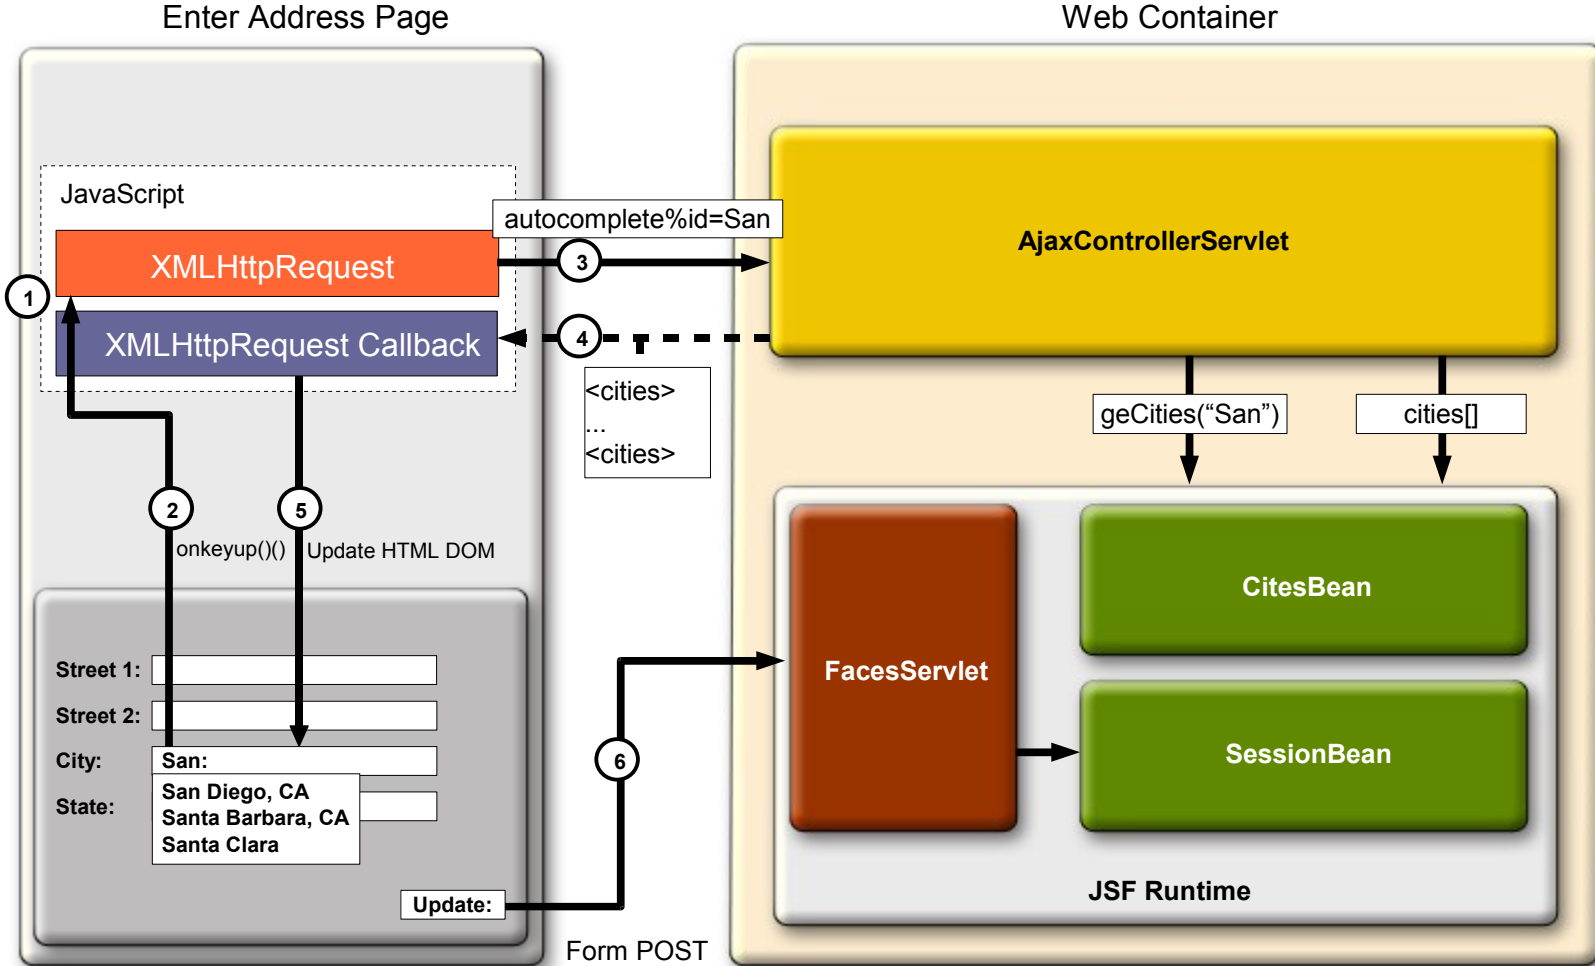 Enter Address Page
Web Container
JavaScript
XMLHttpRequest
XMLHttpRequest Callback
1
autocomplete%id=San
3
4
<cities>
...
<cities>
AjaxControllerServlet
geCities(“San”)
cities[]
2
onkeyup()()
5
Update HTML DOM
Street 1:
Street 2:
City:
San:
State:
San Diego, CA
Santa Barbara, CA
Santa Clara
Update:
6
Form POST
FacesServlet
CitesBean
SessionBean
JSF Runtime